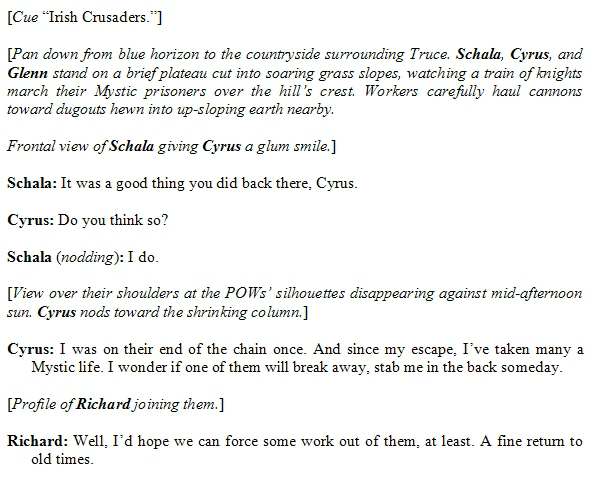 [Cue “Irish Crusaders.”]
[Pan down from blue horizon to the countryside surrounding Truce. Schala, Cyrus, and
Glenn stand on a brief plateau cut into soaring grass slopes, watching a train of knights
march their Mystic prisoners over the hill’s crest. Workers carefully haul cannons
toward dugouts hewn into up-sloping earth nearby.
Frontal view of Schala giving Cyrus a glum smile.]
Schala: It was a good thing you did back there, Cyrus.
Cyrus: Do you think so?
Schala (nodding): I do.
[View over their shoulders at the POWs’ silhouettes disappearing against mid-afternoon
sun. Cyrus nods toward the shrinking column.]
Cyrus: I was on their end of the chain once. And since my escape, I’ve taken many a
Mystic life. I wonder if one of them will break away, stab me in the back someday.
[Profile of Richard joining them.]
Richard: Well, I’d hope we can force some work out of them, at least. A fine return to
old times.